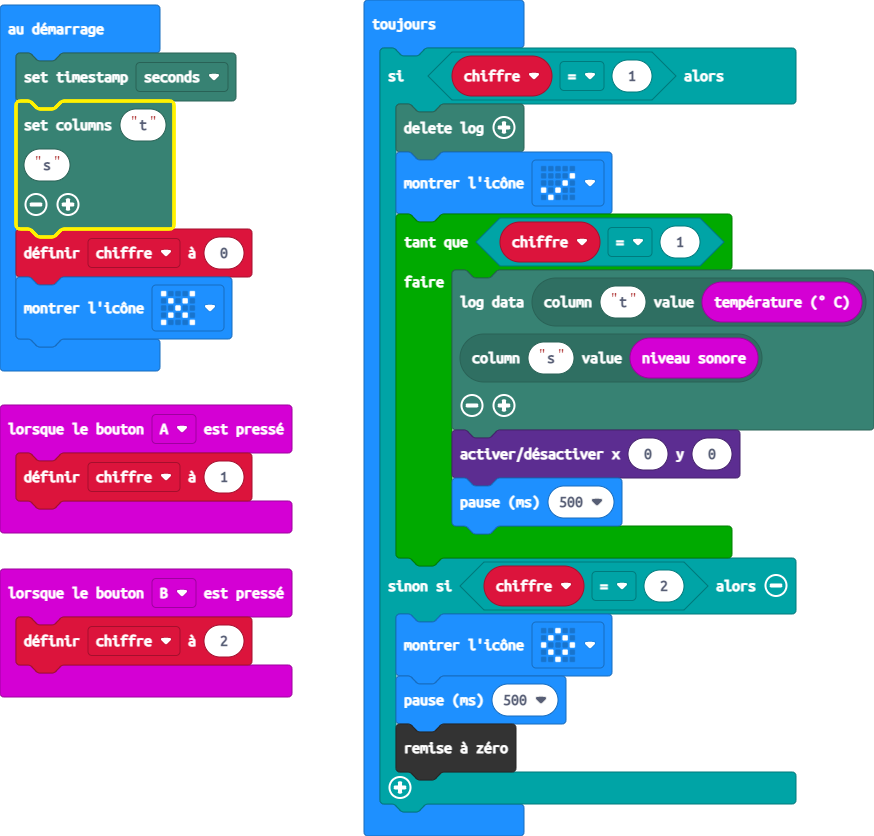 au démarrage
set timestamp seconds
set columns "t"
"s"
définir chiffre à 0
montrer l'icône
lorsque le bouton A est pressé
définir chiffre à 1
lorsque le bouton B est pressé
définir chiffre à 2
toujours
si chiffre = 1 alors
delete log
montrer l'icône
tant que chiffre = 1
faire
log data column "t" value température (° C)
column "s" value niveau sonore
activer/désactiver x 0 y 0
pause (ms) 500
sinon si chiffre = 2 alors
montrer l'icône
pause (ms) 500
remise à zéro